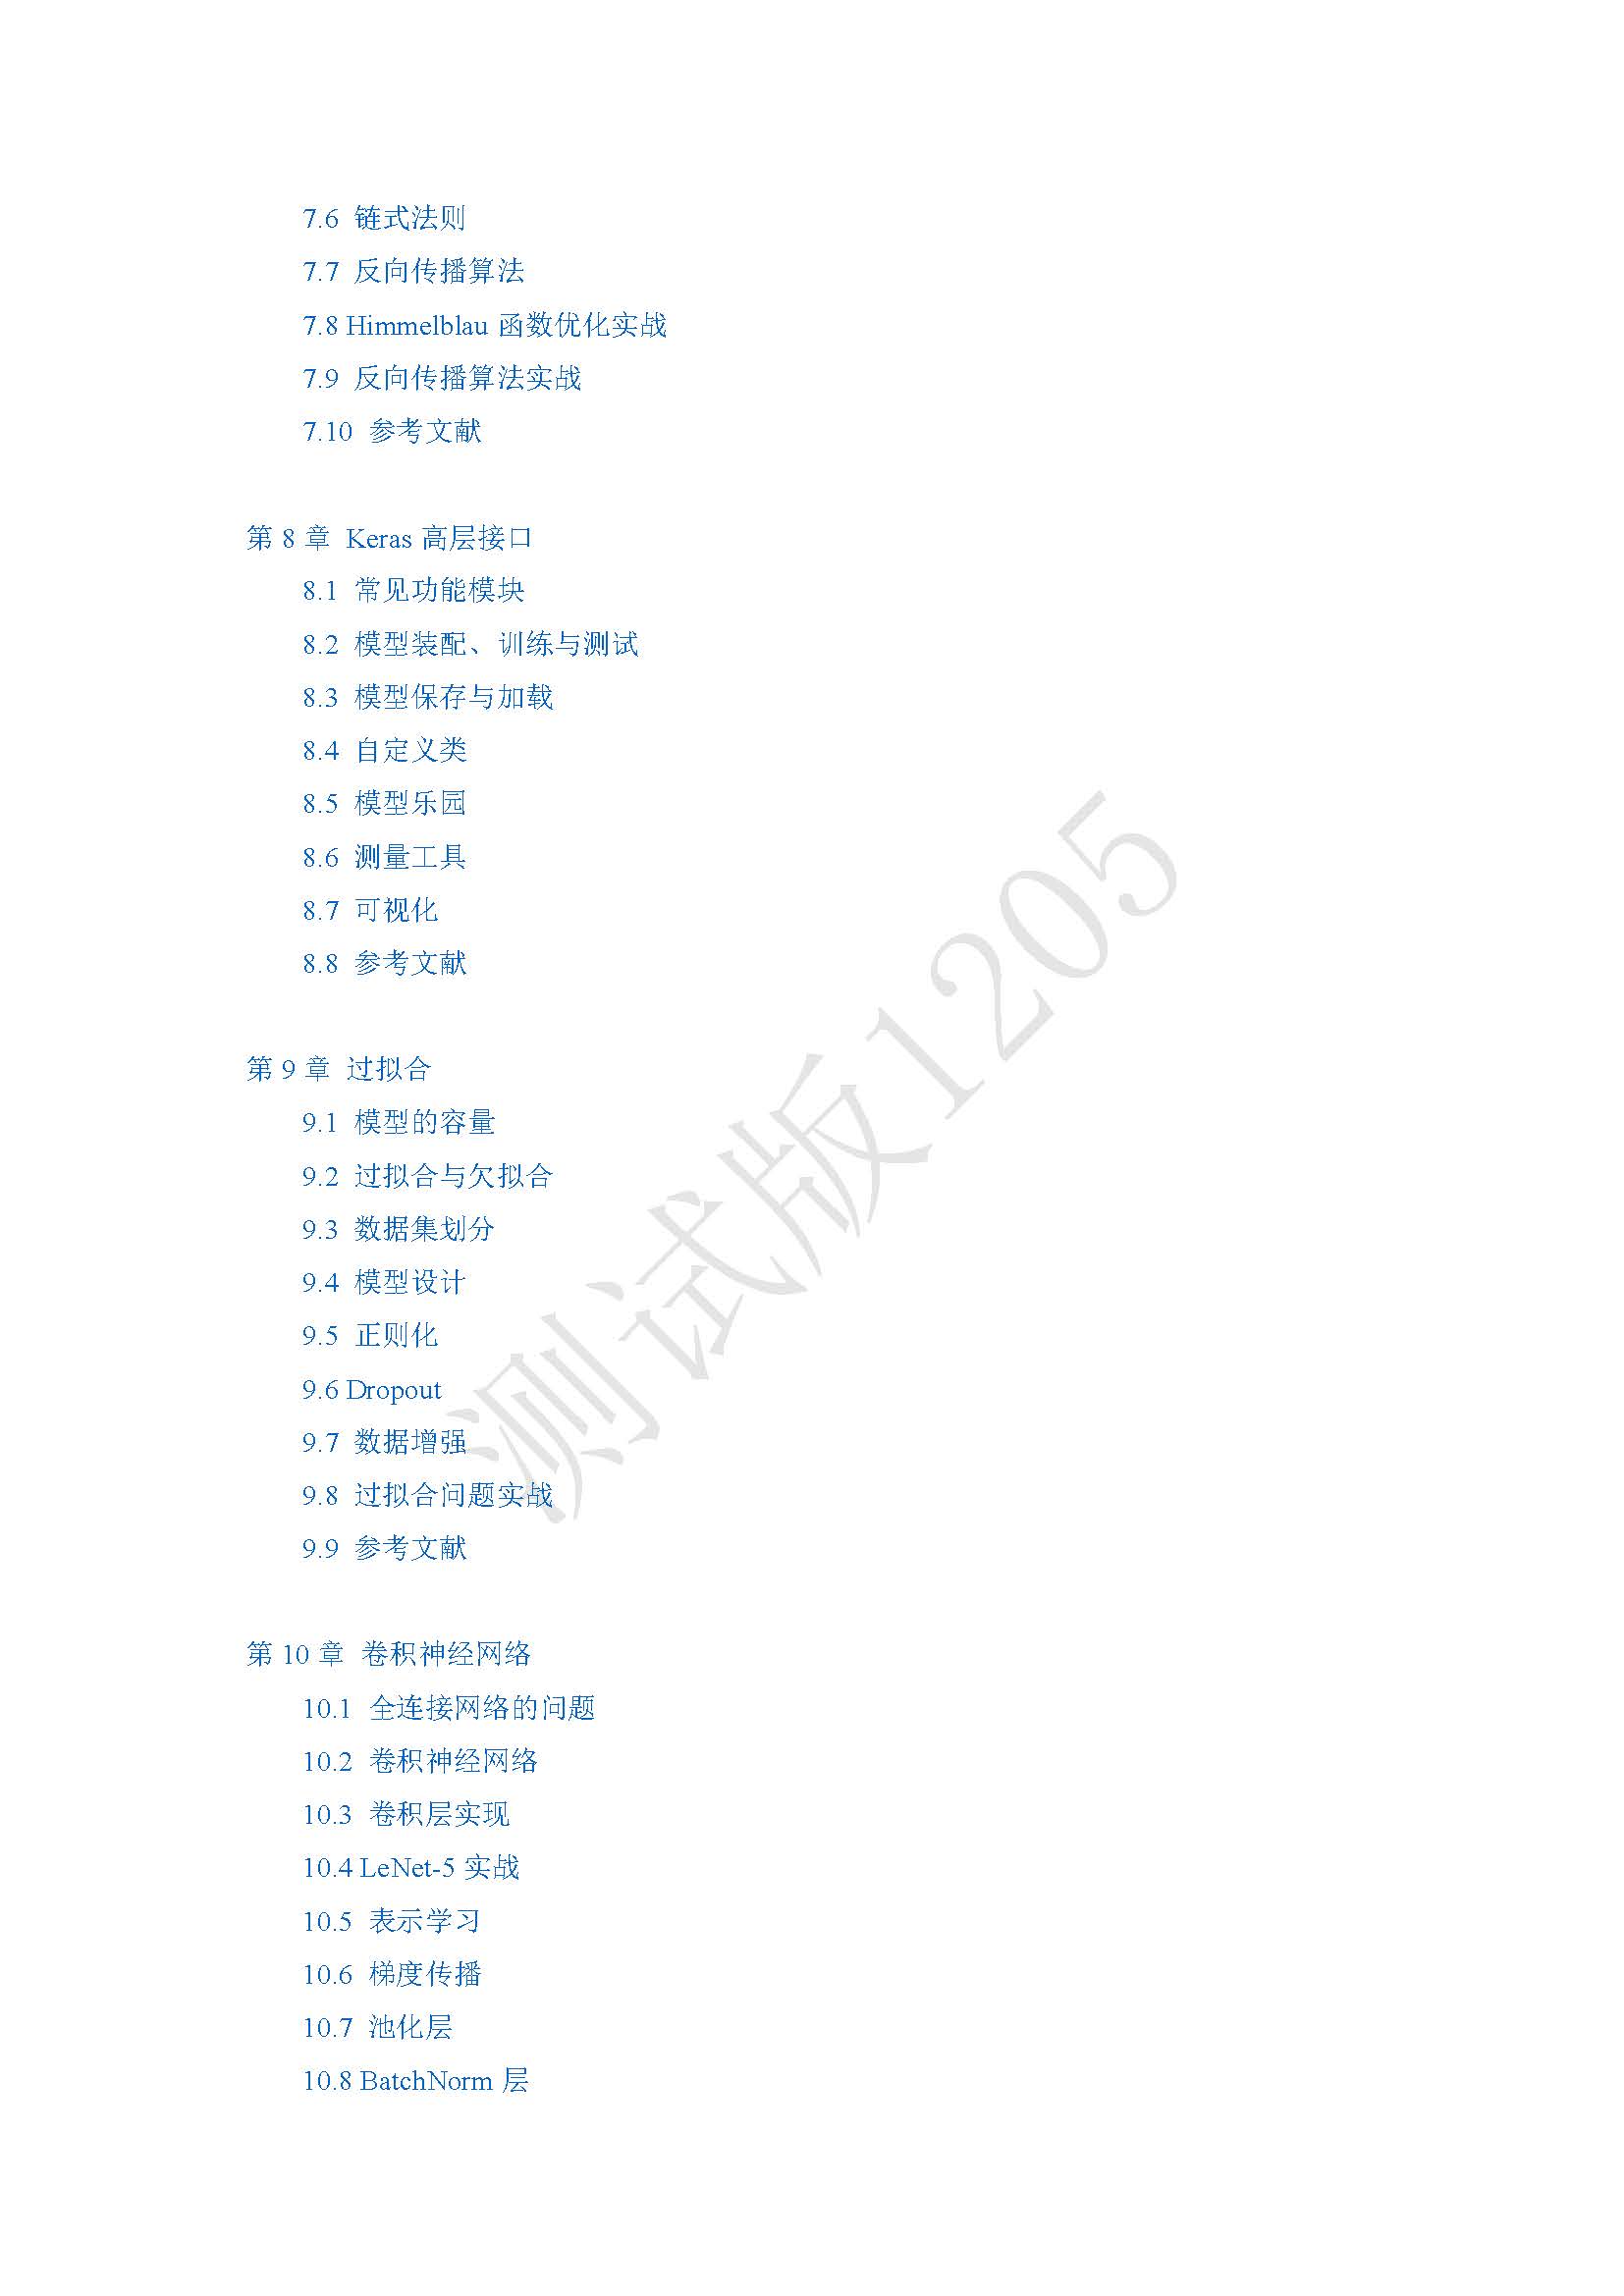 7.6 链式法则
7.7 反向传播算法
7.8 Himmelblau 函数优化实战
7.9 反向传播算法实战
7.10 参考文献
第 8 章 Keras 高层接口
8.1 常见功能模块
8.2 模型装配、训练与测试
8.3 模型保存与加载
8.4 自定义类
8.5 模型乐园
8.6 测量工具
8.7 可视化
8.8 参考文献
第 9 章 过拟合
9.1 模型的容量
9.2 过拟合与欠拟合
9.3 数据集划分
9.4 模型设计
9.5 正则化
9.6 Dropout
9.7 数据增强
9.8 过拟合问题实战
9.9 参考文献
第 10 章 卷积神经网络
10.1 全连接网络的问题
10.2 卷积神经网络
10.3 卷积层实现
10.4 LeNet-5 实战
10.5 表示学习
10.6 梯度传播
10.7 池化层
10.8 BatchNorm 层
测试版1205